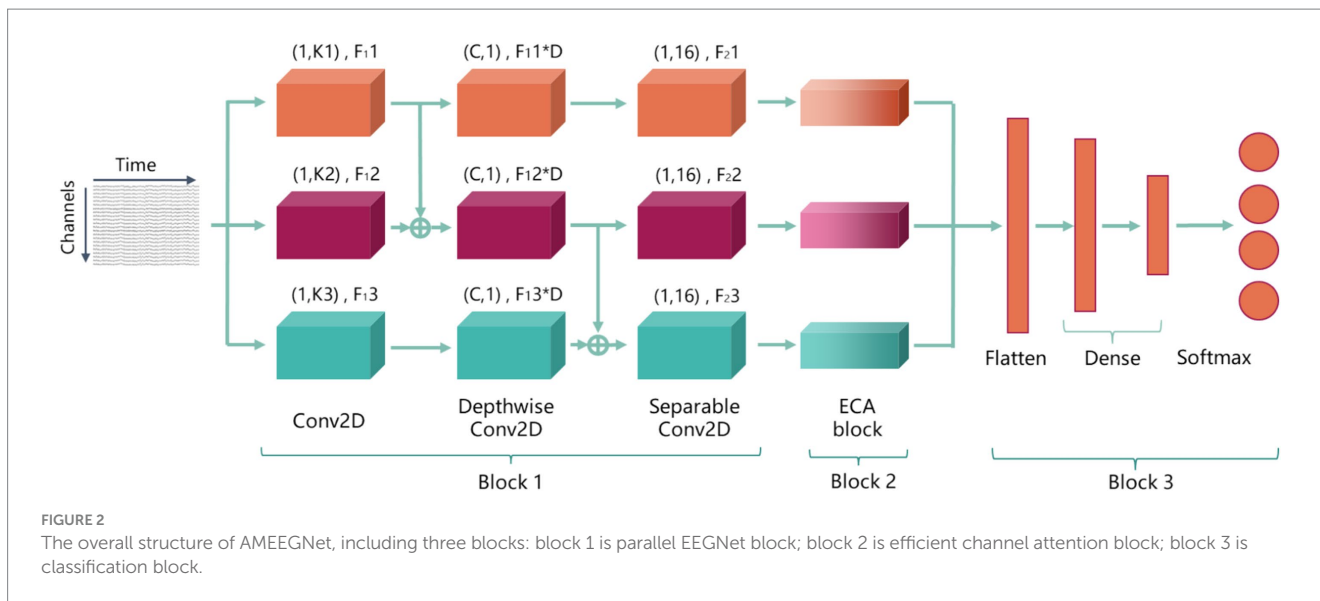 (1,K1) , F₁1
(C,1) , F₁1*D
(1,16) , F₂1
Time
Channels
(1,K2) , F₁2
(C,1) , F₁2*D
(1,16) , F₂2
(1,K3) , F₁3
(C,1) , F₁3*D
(1,16) , F₂3
Conv2D
Depthwise
Conv2D
Separable
Conv2D
ECA
block
Flatten
Dense
Softmax
Block 1
Block 2
Block 3
FIGURE 2
The overall structure of AMEEGNet, including three blocks: block 1 is parallel EEGNet block; block 2 is efficient channel attention block; block 3 is
classification block.